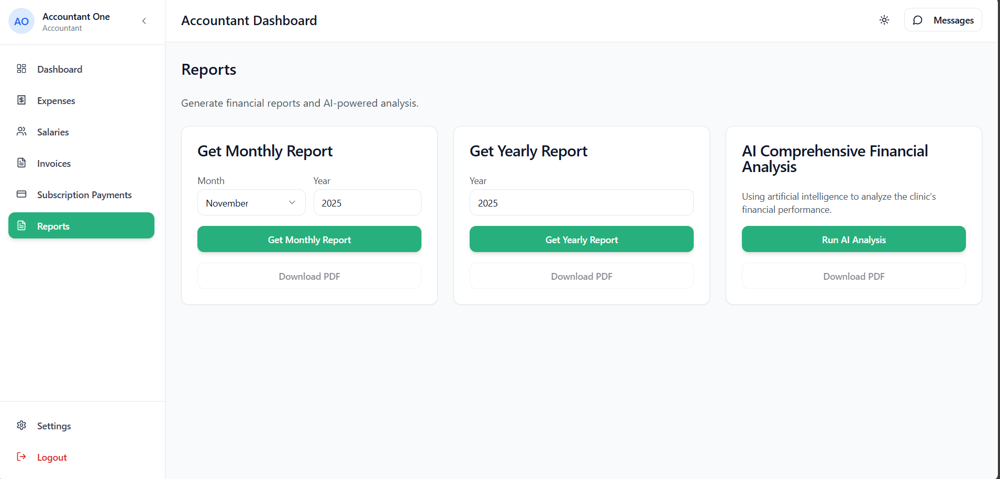 AO
Accountant One
Accountant
Dashboard
Expenses
Salaries
Invoices
Subscription Payments
Reports
Settings
Logout
Accountant Dashboard
Messages
Reports
Generate financial reports and AI-powered analysis.
Get Monthly Report
Month
Year
November
2025
Get Monthly Report
Download PDF
Get Yearly Report
Year
2025
Get Yearly Report
Download PDF
AI Comprehensive Financial
Analysis
Using artificial intelligence to analyze the clinic's
financial performance.
Run AI Analysis
Download PDF